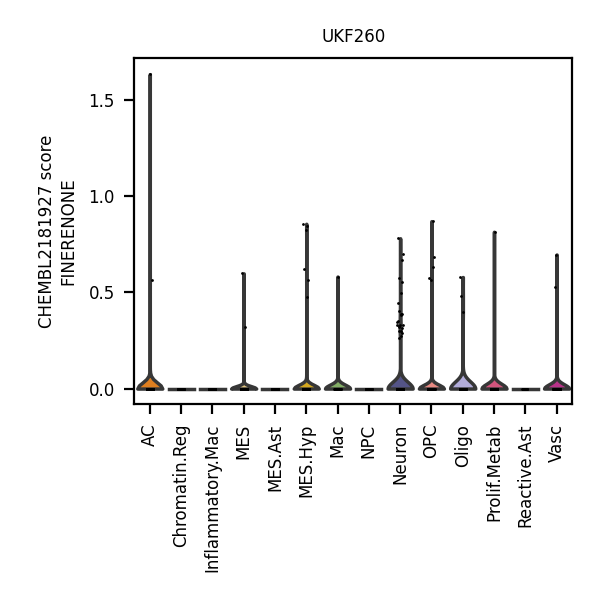 UKF260
CHEMBL2181927 score
FINERENONE
1.5
1.0
0.5
0.0
AC
Chromatin.Reg
Inflammatory.Mac
MES
MES.Ast
MES.Hyp
Mac
NPC
Neuron
OPC
Oligo
Prolif.Metab
Reactive.Ast
Vasc